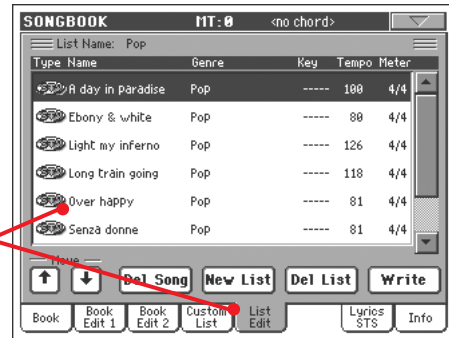 SONGBOOK MT:0 <no chord>
List Name: Pop
Type Name Genre Key Tempo Meter
A day in paradise Pop ----- 100 4/4
Ebony & white Pop ----- 80 4/4
Light my inferno Pop ----- 126 4/4
Long train going Pop ----- 118 4/4
Over happy Pop ----- 81 4/4
Senza donne Pop ----- 81 4/4
Move
Del Song New List Del List Write
Book Book Edit 1 Book Edit 2 Custom List List Edit Lyrics STS Info